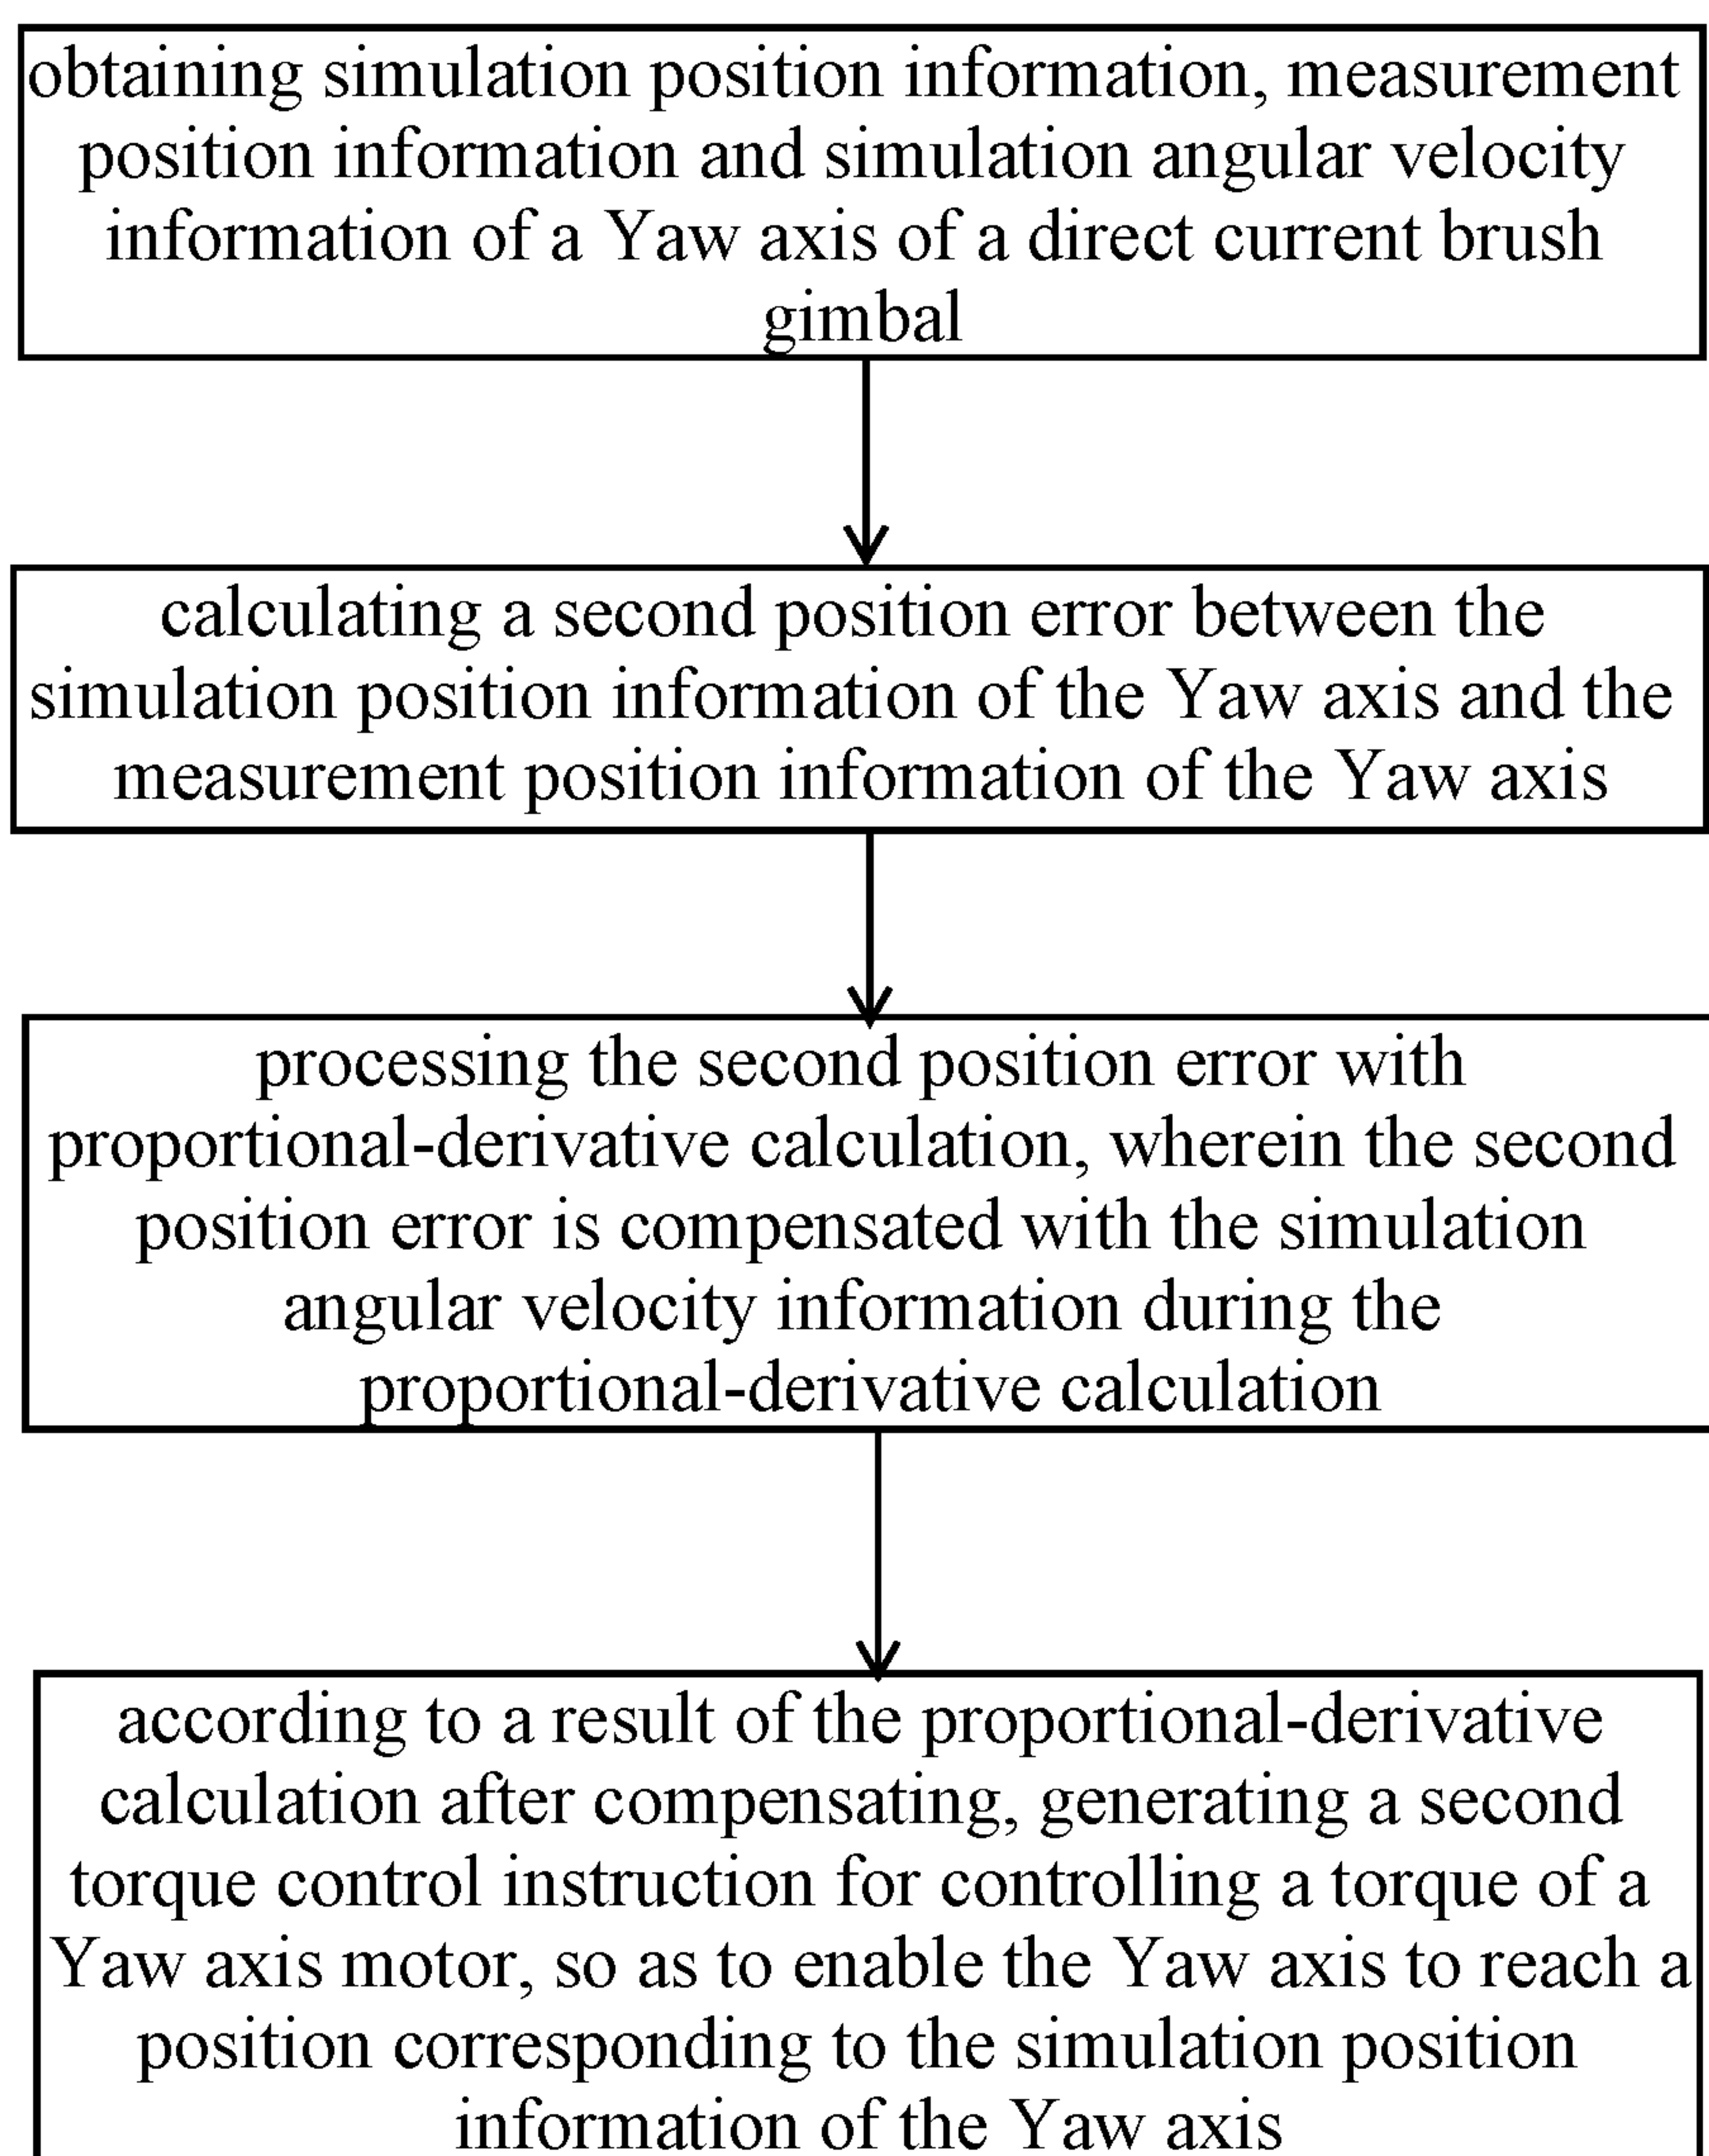 obtaining simulation position information, measurement
position information and simulation angular velocity
information of a Yaw axis of a direct current brush
gimbal
calculating a second position error between the
simulation position information of the Yaw axis and the
measurement position information of the Yaw axis
processing the second position error with
proportional-derivative calculation, wherein the second
position error is compensated with the simulation
angular velocity information during the
proportional-derivative calculation
according to a result of the proportional-derivative
calculation after compensating, generating a second
torque control instruction for controlling a torque of a
Yaw axis motor, so as to enable the Yaw axis to reach a
position corresponding to the simulation position
information of the Yaw axis